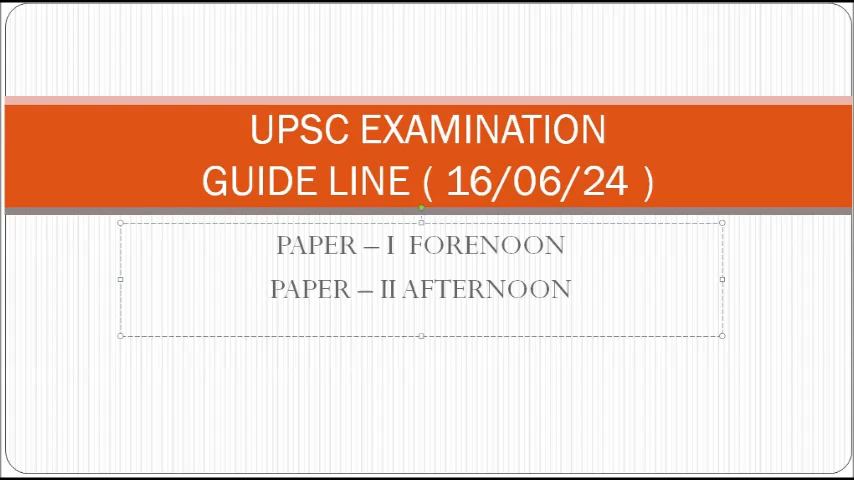 UPSC EXAMINATION
GUIDE LINE ( 16/06/24 )
PAPER – I FORENOON
PAPER – II AFTERNOON